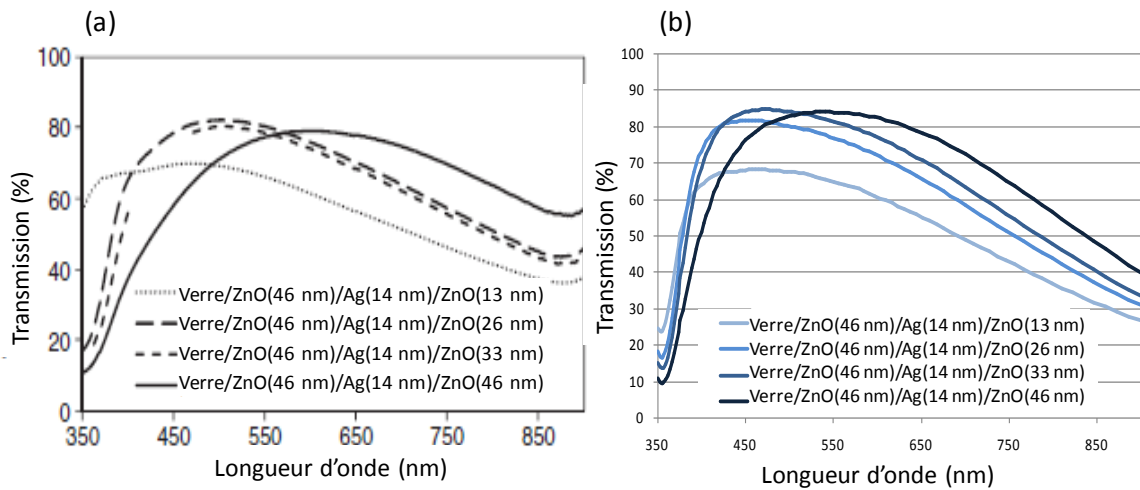 (a)
Transmission (%)
100
80
60
40
20
0
Verre/ZnO(46 nm)/Ag(14 nm)/ZnO(13 nm)
Verre/ZnO(46 nm)/Ag(14 nm)/ZnO(26 nm)
Verre/ZnO(46 nm)/Ag(14 nm)/ZnO(33 nm)
Verre/ZnO(46 nm)/Ag(14 nm)/ZnO(46 nm)
350 450 550 650 750 850
Longueur d'onde (nm)
(b)
Transmission (%)
100
90
80
70
60
50
40
30
20
10
0
Verre/ZnO(46 nm)/Ag(14 nm)/ZnO(13 nm)
Verre/ZnO(46 nm)/Ag(14 nm)/ZnO(26 nm)
Verre/ZnO(46 nm)/Ag(14 nm)/ZnO(33 nm)
Verre/ZnO(46 nm)/Ag(14 nm)/ZnO(46 nm)
350 450 550 650 750 850
Longueur d'onde (nm)